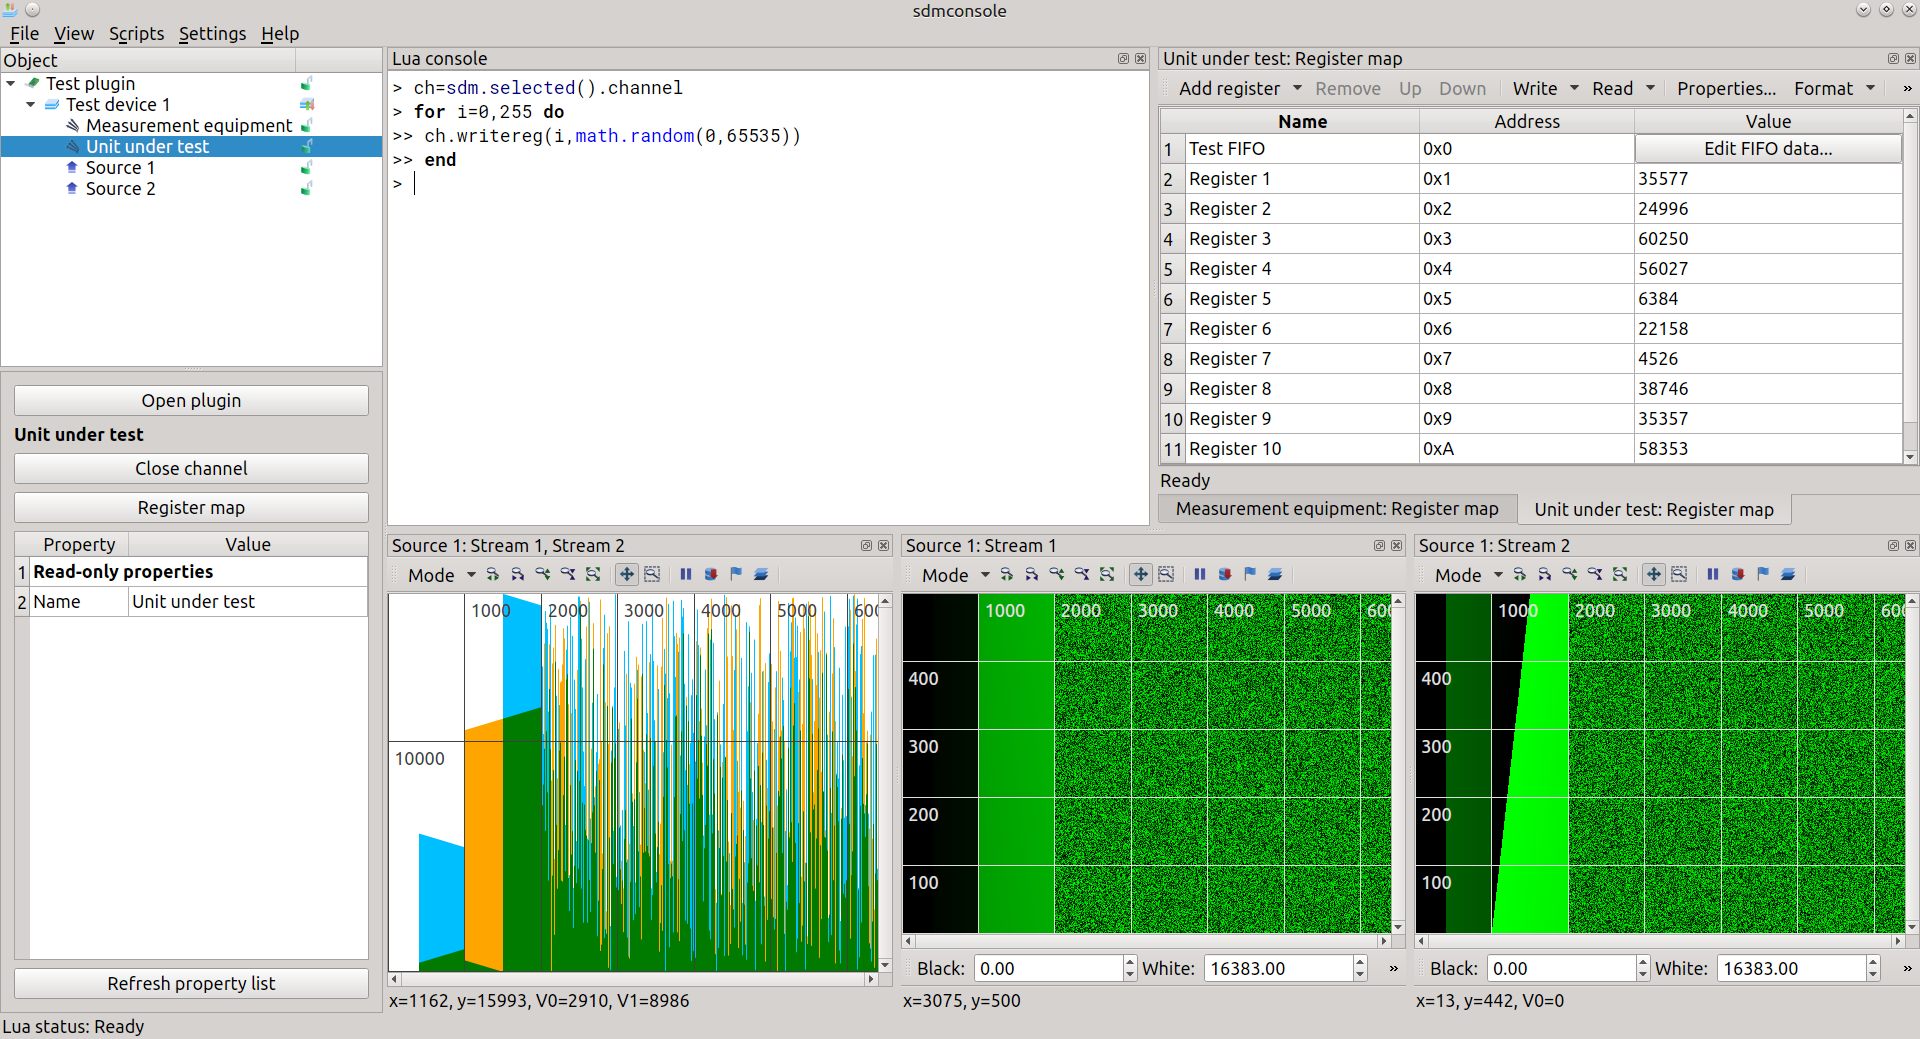 sdmconsole
File View Scripts Settings Help
Object
Test plugin
Test device 1
Measurement equipment
Unit under test
Source 1
Source 2
Open plugin
Unit under test
Close channel
Register map
Property Value
1 Read-only properties
2 Name Unit under test
Refresh property list
Lua status: Ready
Lua console
> ch=sdm.selected().channel
> for i=0,255 do
>> ch.writereg(i,math.random(0,65535))
>> end
>
Unit under test: Register map
Add register Remove Up Down Write Read Properties... Format »
Name Address Value
1 Test FIFO 0x0 Edit FIFO data...
2 Register 1 0x1 35577
3 Register 2 0x2 24996
4 Register 3 0x3 60250
5 Register 4 0x4 56027
6 Register 5 0x5 6384
7 Register 6 0x6 22158
8 Register 7 0x7 4526
9 Register 8 0x8 38746
10 Register 9 0x9 35357
11 Register 10 0xA 58353
Ready
Measurement equipment: Register map Unit under test: Register map
Source 1: Stream 1, Stream 2
Mode
1000 2000 3000 4000 5000
10000
x=1162, y=15993, V0=2910, V1=8986
Source 1: Stream 1
Mode
1000 2000 3000 4000 5000
400
300
200
100
Black: 0.00 White: 16383.00 »
x=3075, y=500
Source 1: Stream 2
Mode
1000 2000 3000 4000 5000
400
300
200
100
Black: 0.00 White: 16383.00 »
x=13, y=442, V0=0